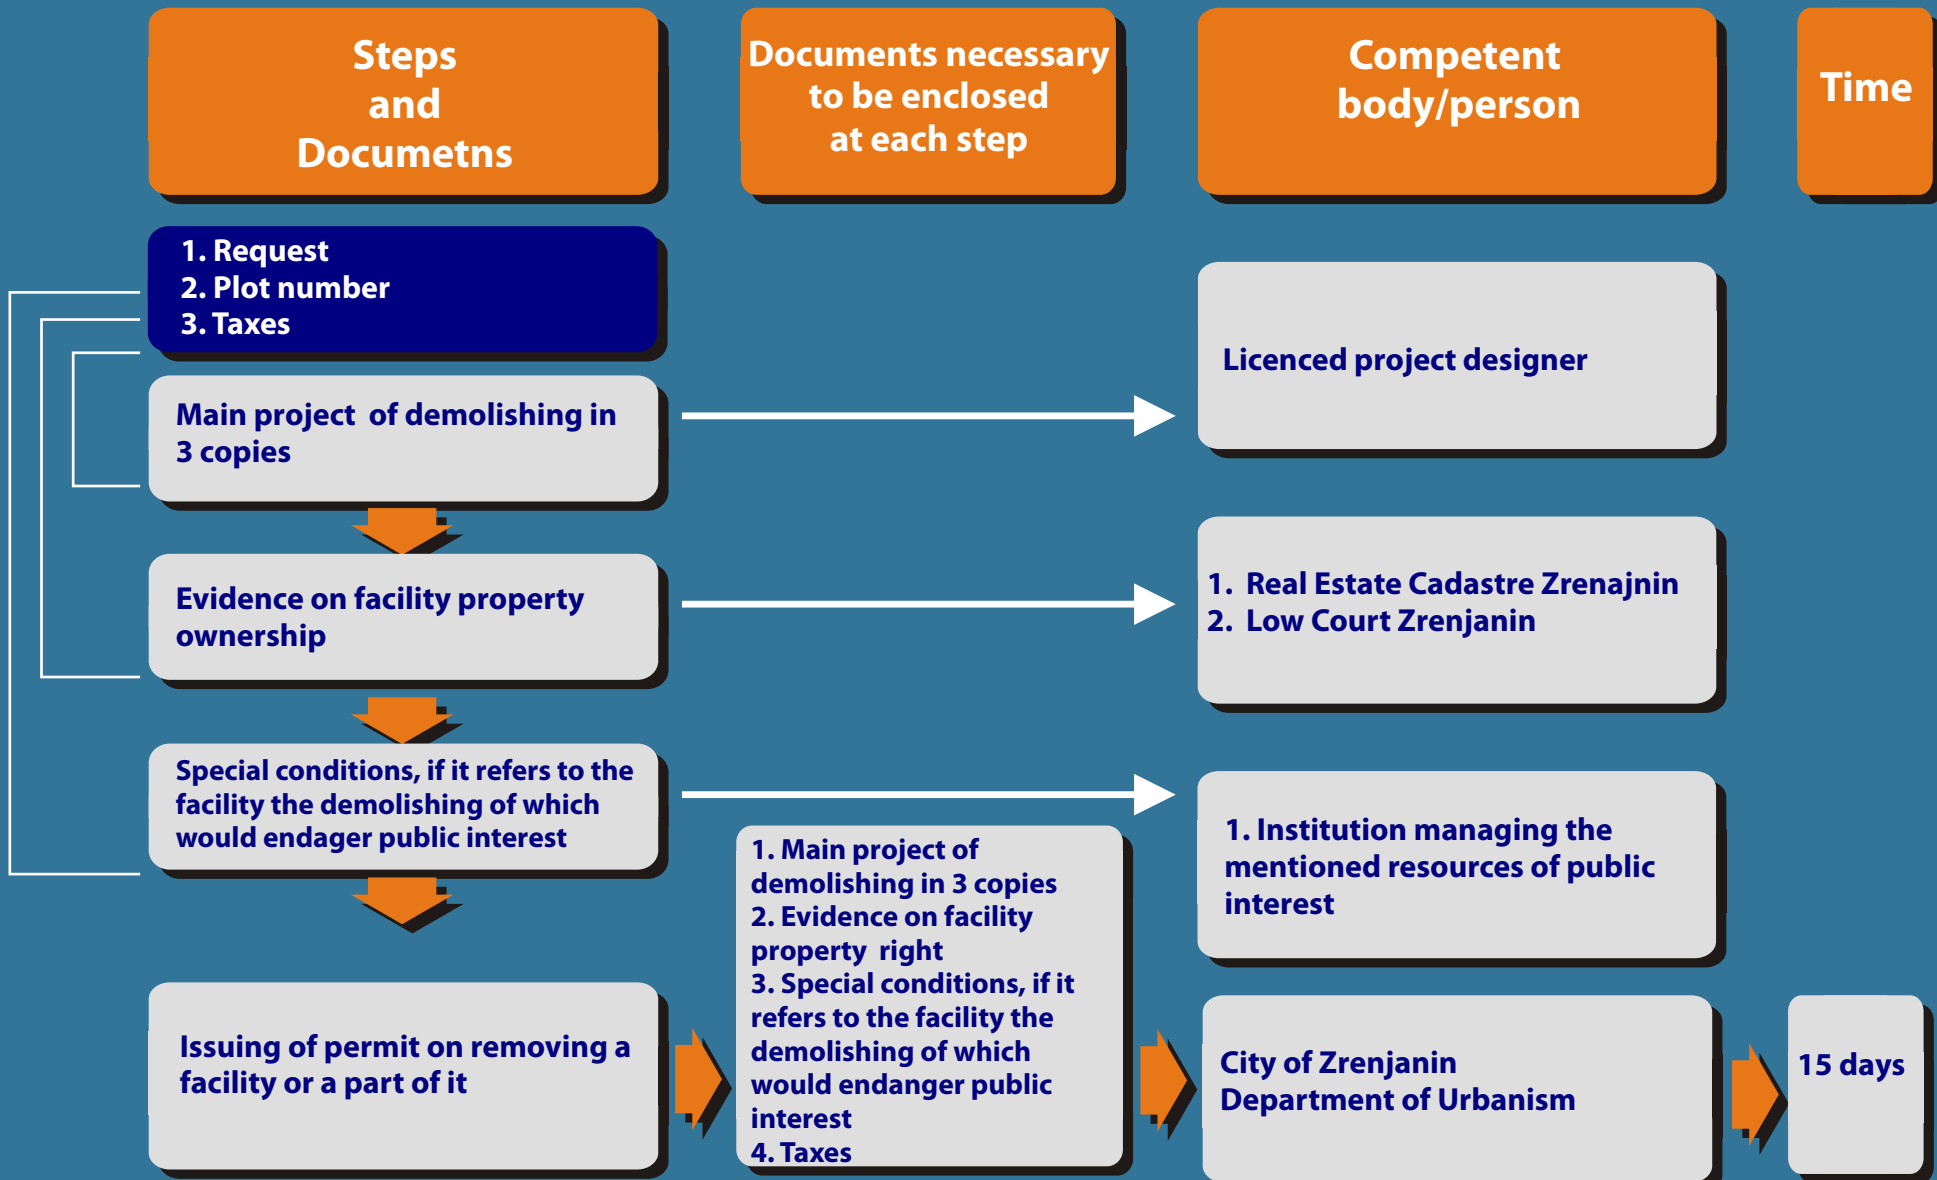 Steps
and
Documetns
Documents necessary
to be enclosed
at each step
Competent
body/person
Time
1. Request
2. Plot number
3. Taxes
Licenced project designer
Main project of demolishing in
3 copies
Evidence on facility property
ownership
1. Real Estate Cadastre Zrenajnin
2. Low Court Zrenjanin
Special conditions, if it refers to the
facility the demolishing of which
would endager public interest
1. Institution managing the
mentioned resources of public
interest
Issuing of permit on removing a
facility or a part of it
1. Main project of
demolishing in 3 copies
2. Evidence on facility
property right
3. Special conditions, if it
refers to the facility the
demolishing of which
would endanger public
interest
4. Taxes
City of Zrenjanin
Department of Urbanism
15 days